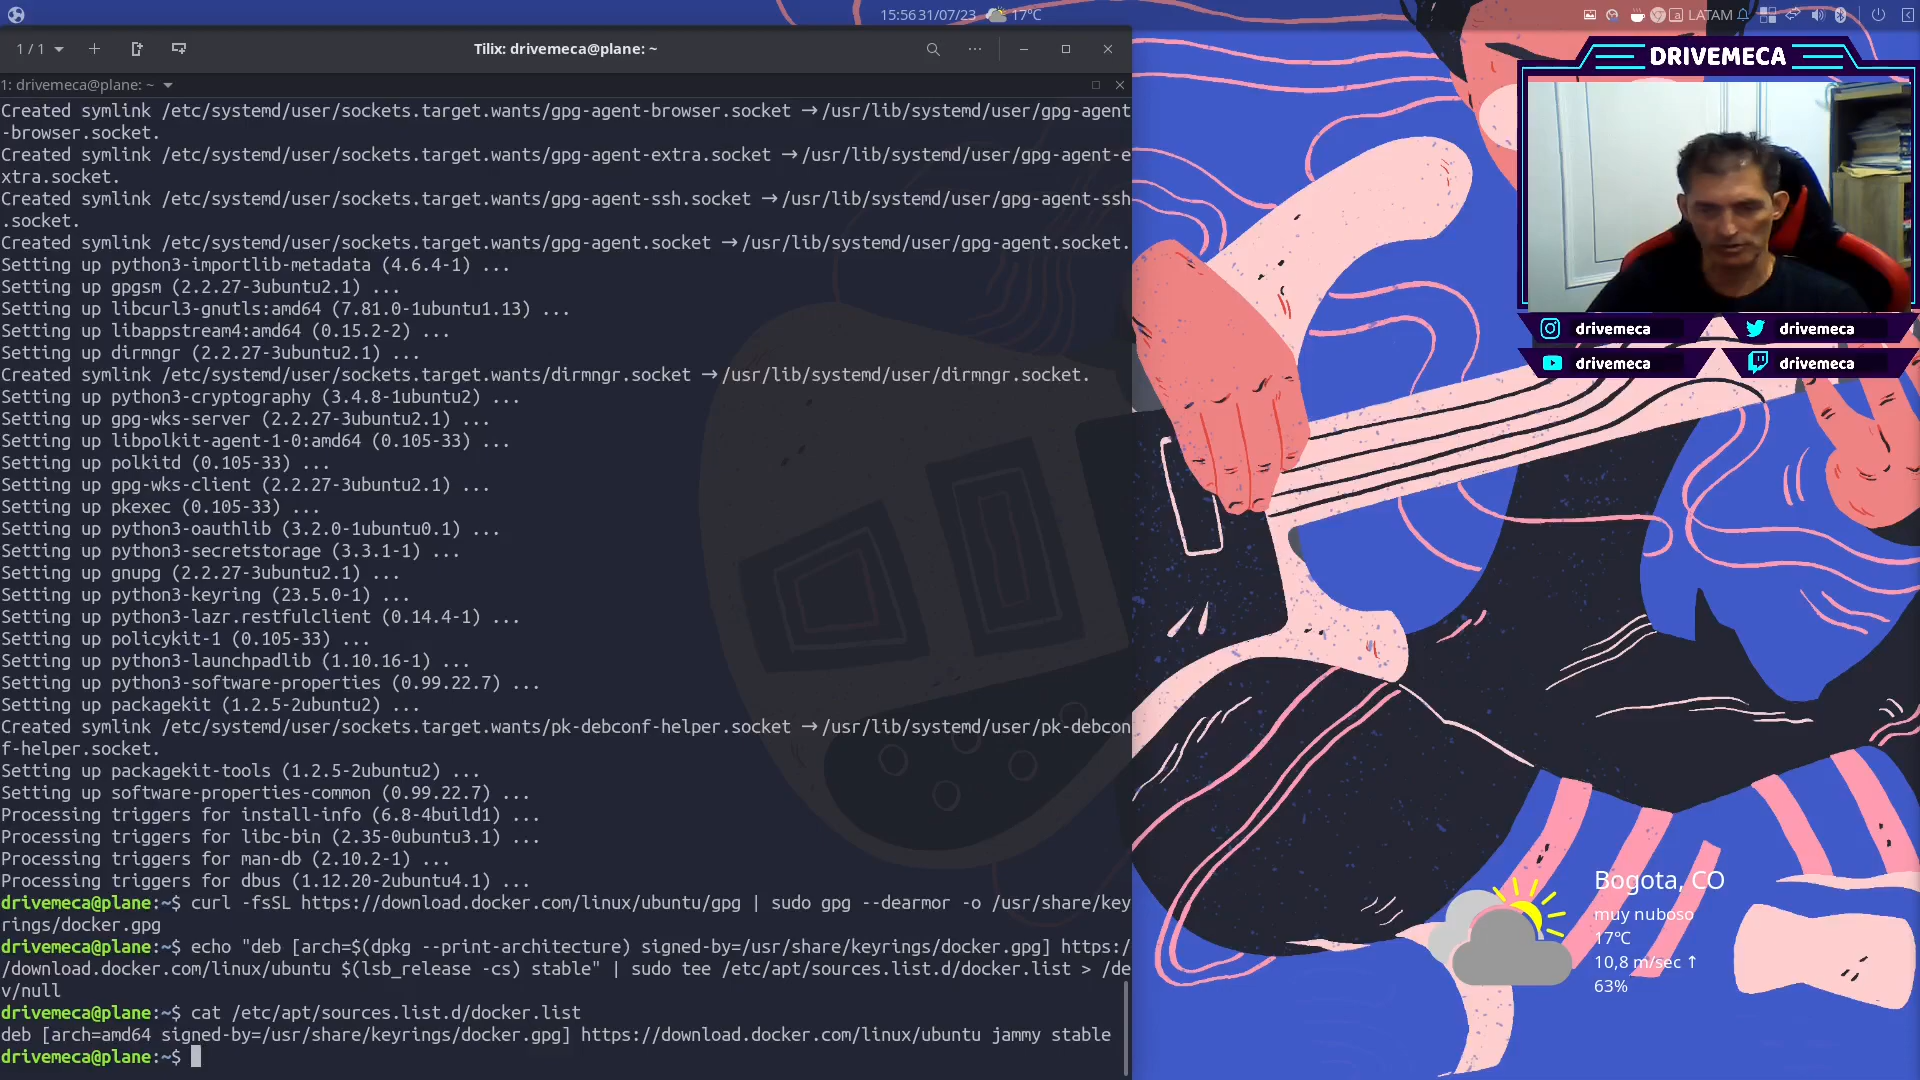 15:56 31/07/23 17°C
a LATAM
1 / 1
Tilix: drivemeca@plane: ~
1: drivemeca@plane: ~
Created symlink /etc/systemd/user/sockets.target.wants/gpg-agent-browser.socket → /usr/lib/systemd/user/gpg-agent
-browser.socket.
Created symlink /etc/systemd/user/sockets.target.wants/gpg-agent-extra.socket → /usr/lib/systemd/user/gpg-agent-e
xtra.socket.
Created symlink /etc/systemd/user/sockets.target.wants/gpg-agent-ssh.socket → /usr/lib/systemd/user/gpg-agent-ssh
.socket.
Created symlink /etc/systemd/user/sockets.target.wants/gpg-agent.socket → /usr/lib/systemd/user/gpg-agent.socket.
Setting up python3-importlib-metadata (4.6.4-1) ...
Setting up gpgsm (2.2.27-3ubuntu2.1) ...
Setting up libcurl3-gnutls:amd64 (7.81.0-1ubuntu1.13) ...
Setting up libappstream4:amd64 (0.15.2-2) ...
Setting up dirmngr (2.2.27-3ubuntu2.1) ...
Created symlink /etc/systemd/user/sockets.target.wants/dirmngr.socket → /usr/lib/systemd/user/dirmngr.socket.
Setting up python3-cryptography (3.4.8-1ubuntu2) ...
Setting up gpg-wks-server (2.2.27-3ubuntu2.1) ...
Setting up libpolkit-agent-1-0:amd64 (0.105-33) ...
Setting up polkitd (0.105-33) ...
Setting up gpg-wks-client (2.2.27-3ubuntu2.1) ...
Setting up pkexec (0.105-33) ...
Setting up python3-oauthlib (3.2.0-1ubuntu0.1) ...
Setting up python3-secretstorage (3.3.1-1) ...
Setting up gnupg (2.2.27-3ubuntu2.1) ...
Setting up python3-keyring (23.5.0-1) ...
Setting up python3-lazr.restfulclient (0.14.4-1) ...
Setting up policykit-1 (0.105-33) ...
Setting up python3-launchpadlib (1.10.16-1) ...
Setting up python3-software-properties (0.99.22.7) ...
Setting up packagekit (1.2.5-2ubuntu2) ...
Created symlink /etc/systemd/user/sockets.target.wants/pk-debconf-helper.socket → /usr/lib/systemd/user/pk-debcon
f-helper.socket.
Setting up packagekit-tools (1.2.5-2ubuntu2) ...
Setting up software-properties-common (0.99.22.7) ...
Processing triggers for install-info (6.8-4build1) ...
Processing triggers for libc-bin (2.35-0ubuntu3.1) ...
Processing triggers for man-db (2.10.2-1) ...
Processing triggers for dbus (1.12.20-2ubuntu4.1) ...
drivemeca@plane:~$ curl -fsSL https://download.docker.com/linux/ubuntu/gpg | sudo gpg --dearmor -o /usr/share/key
rings/docker.gpg
drivemeca@plane:~$ echo "deb [arch=$(dpkg --print-architecture) signed-by=/usr/share/keyrings/docker.gpg] https:/
/download.docker.com/linux/ubuntu $(lsb_release -cs) stable" | sudo tee /etc/apt/sources.list.d/docker.list > /de
v/null
drivemeca@plane:~$ cat /etc/apt/sources.list.d/docker.list
deb [arch=amd64 signed-by=/usr/share/keyrings/docker.gpg] https://download.docker.com/linux/ubuntu jammy stable
drivemeca@plane:~$
DRIVEMECA
drivemeca drivemeca
drivemeca drivemeca
Bogota, CO
muy nuboso
17°C
10,8 m/sec ↑
63%